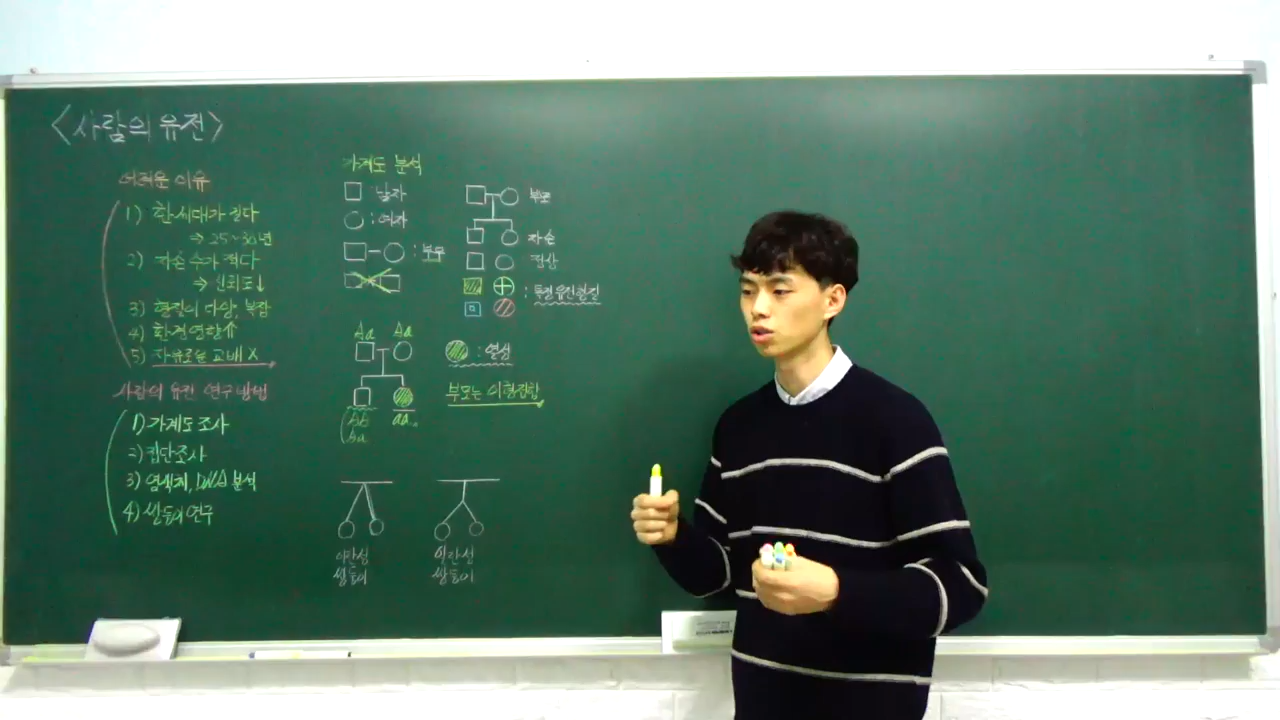 <사람의 유전>
어려운 이유
1) 한 세대가 길다
⇒ 25~30년
2) 자손 수가 적다
⇒ 신뢰도↓
3) 형질이 다양, 복잡
4) 환경 영향↑
5) 자유로운 교배 X
사람의 유전 연구 방법
1) 가계도 조사
2) 집단조사
3) 염색체, DNA 분석
4) 쌍둥이 연구
가계도 분석
: 남자
: 여자
: 부부
부모
자손
정상
: 특정유전형질
Aa Aa
aa
: 열성
부모는 이형접합
이란성
쌍둥이
일란성
쌍둥이